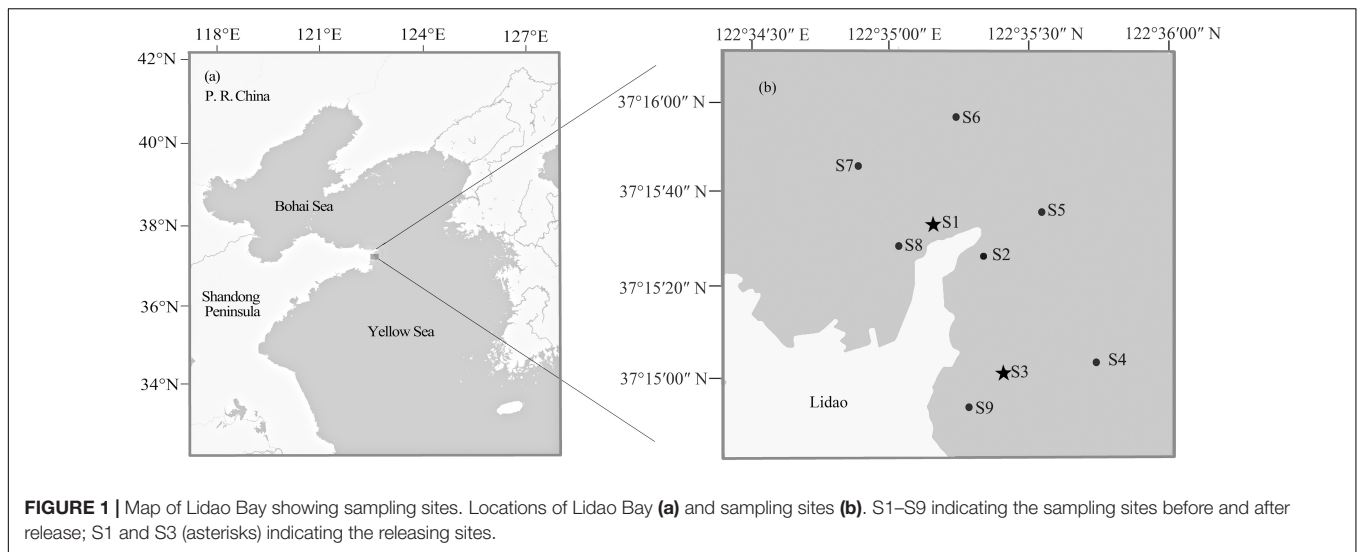 118°E 121°E 124°E 127°E
42°N
40°N
38°N
36°N
34°N
(a)
P. R. China
Bohai Sea
Shandong
Peninsula
Yellow Sea
122°34′30″ E 122°35′00″ E 122°35′30″ E 122°36′00″ N
37°16′00″ N
37°15′40″ N
37°15′20″ N
37°15′00″ N
(b)
S6
S7
S5
S1
S8
S2
S4
S3
S9
Lidao
FIGURE 1 | Map of Lidao Bay showing sampling sites. Locations of Lidao Bay (a) and sampling sites (b). S1–S9 indicating the sampling sites before and after
release; S1 and S3 (asterisks) indicating the releasing sites.